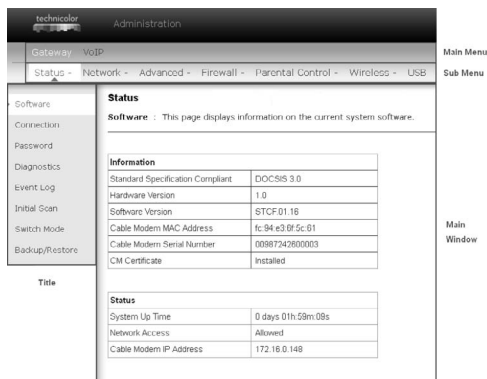 technicolor
Administration
Gateway VoIP
Main Menu
Status - Network - Advanced - Firewall - Parental Control - Wireless - USB
Sub Menu
Software
Connection
Password
Diagnostics
Event Log
Initial Scan
Switch Mode
Backup/Restore
Title
Status
Software : This page displays information on the current system software.
Information
Standard Specification Compliant DOCSIS 3.0
Hardware Version 1.0
Software Version STCF.01.16
Cable Modem MAC Address fc:94:e3:6f:5c:61
Cable Modem Serial Number 00987242600003
CM Certificate Installed
Main
Window
Status
System Up Time 0 days 01h:59m:09s
Network Access Allowed
Cable Modem IP Address 172.16.0.148